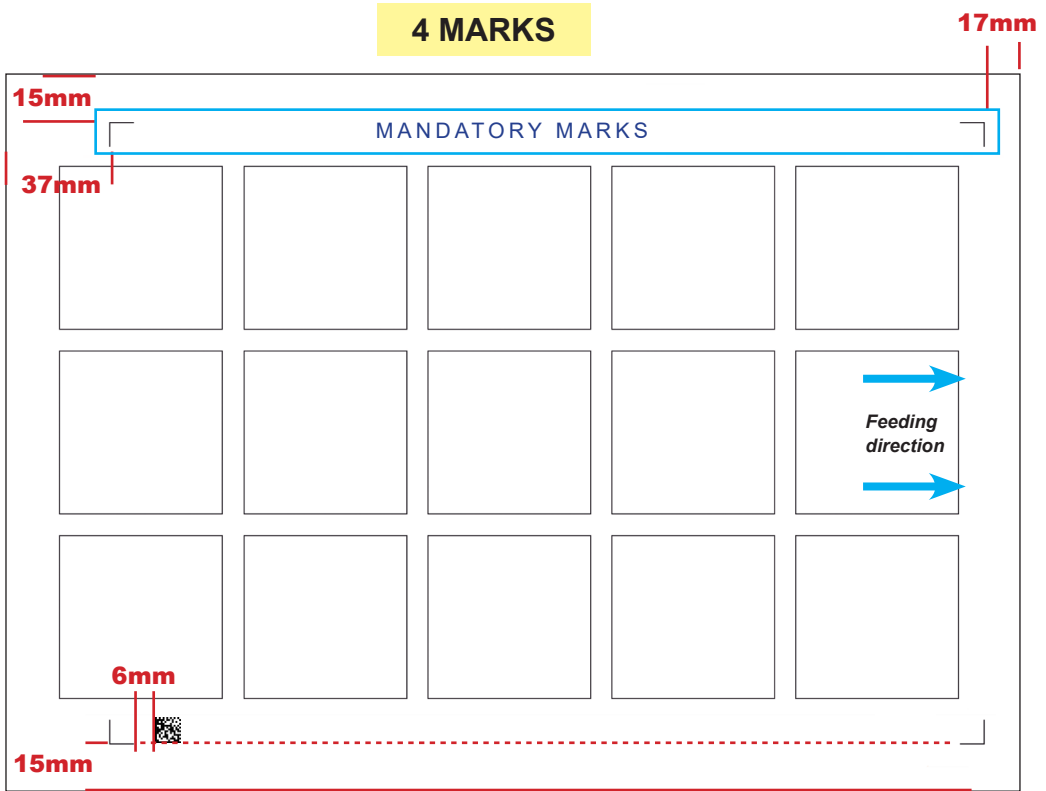 4 MARKS
17mm
15mm
MANDATORY MARKS
37mm
Feeding
direction
6mm
15mm